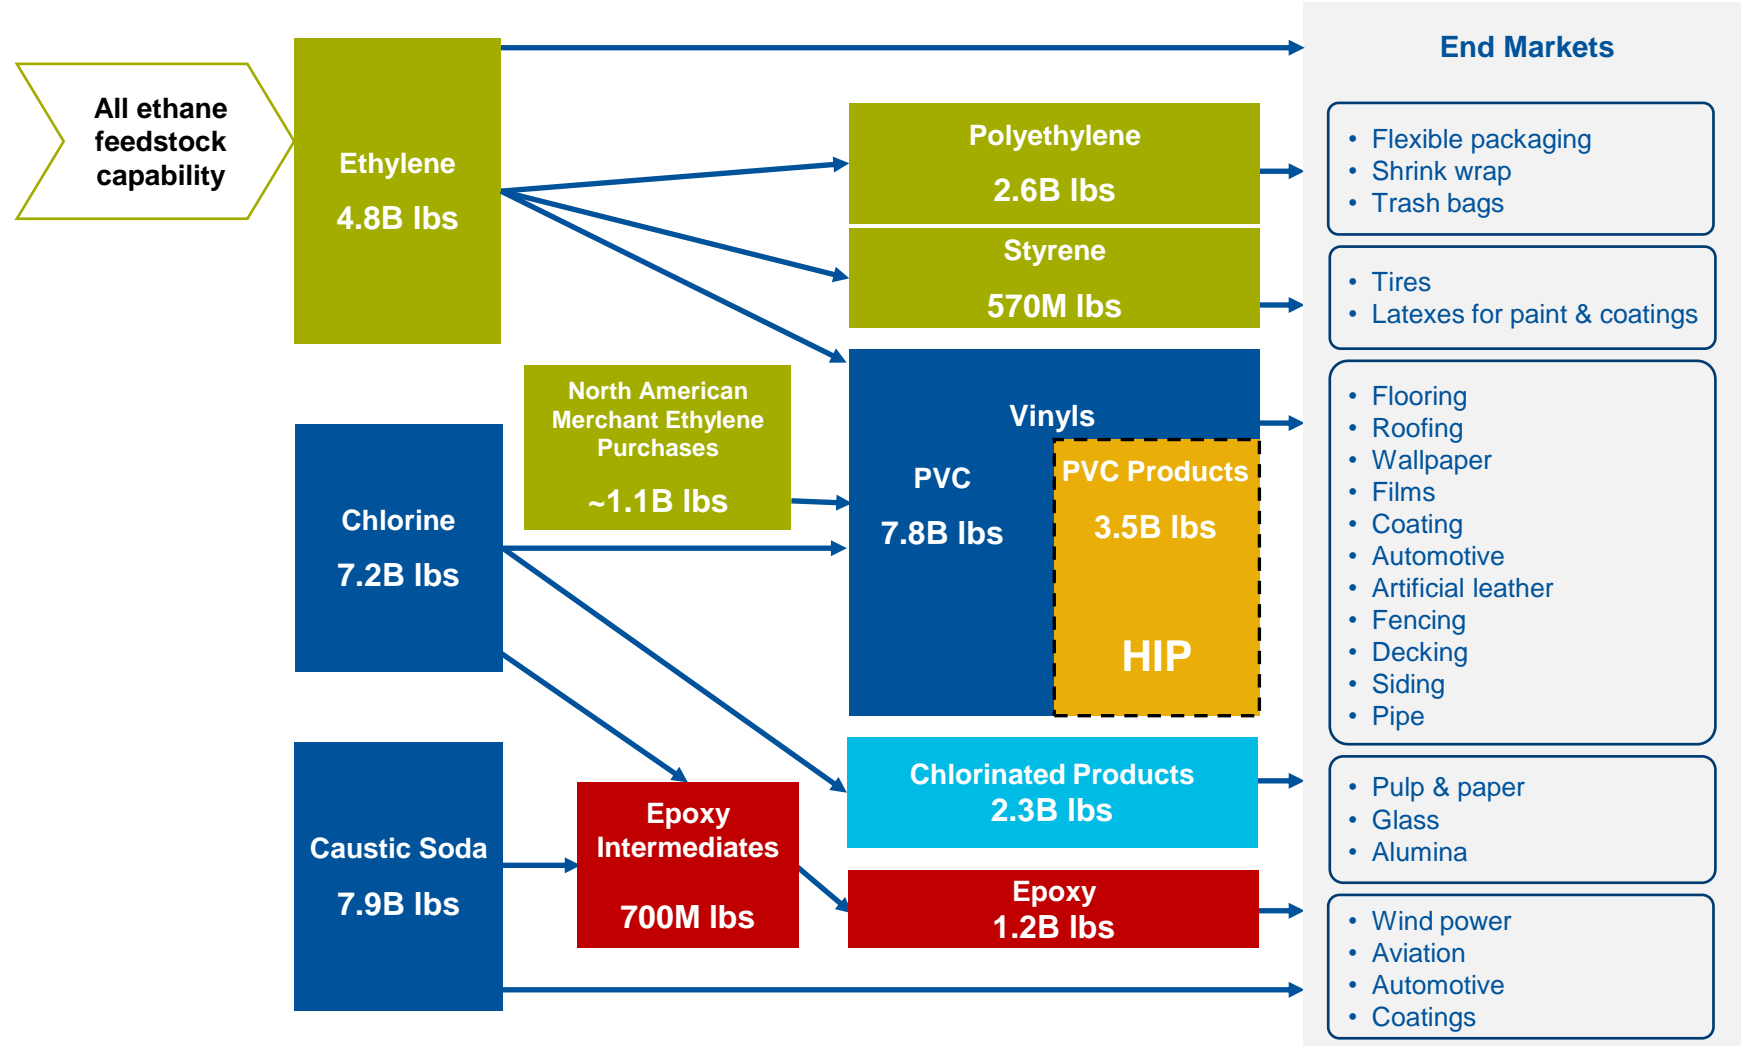 All ethane
feedstock
capability
Ethylene
4.8B lbs
Chlorine
7.2B lbs
Caustic Soda
7.9B lbs
North American
Merchant Ethylene
Purchases
~1.1B lbs
Epoxy
Intermediates
700M lbs
Polyethylene
2.6B lbs
Styrene
570M lbs
Vinyls
PVC
7.8B lbs
PVC Products
3.5B lbs
HIP
Chlorinated Products
2.3B lbs
Epoxy
1.2B lbs
End Markets
• Flexible packaging
• Shrink wrap
• Trash bags
• Tires
• Latexes for paint & coatings
• Flooring
• Roofing
• Wallpaper
• Films
• Coating
• Automotive
• Artificial leather
• Fencing
• Decking
• Siding
• Pipe
• Pulp & paper
• Glass
• Alumina
• Wind power
• Aviation
• Automotive
• Coatings